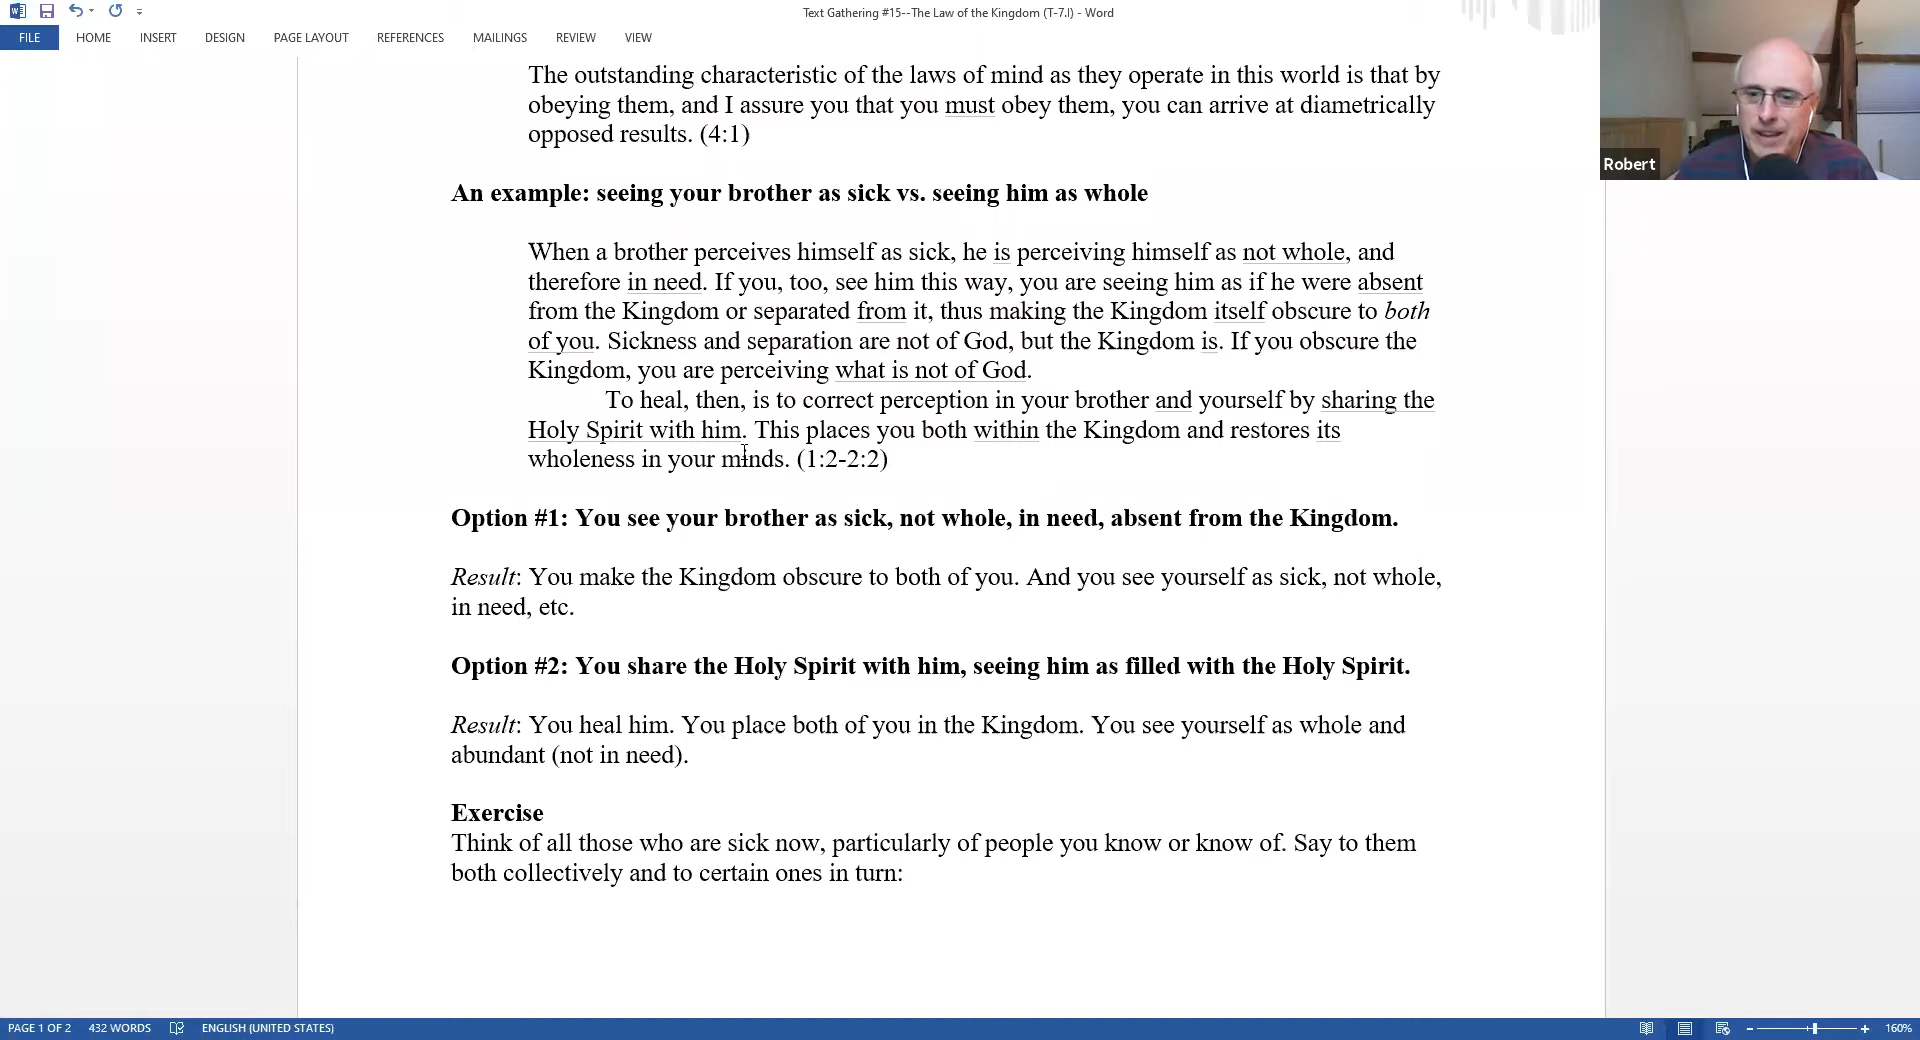 Text Gathering #15--The Law of the Kingdom (T-7.I) - Word
FILE HOME INSERT DESIGN PAGE LAYOUT REFERENCES MAILINGS REVIEW VIEW
The outstanding characteristic of the laws of mind as they operate in this world is that by
obeying them, and I assure you that you must obey them, you can arrive at diametrically
opposed results. (4:1)
Robert
An example: seeing your brother as sick vs. seeing him as whole
When a brother perceives himself as sick, he is perceiving himself as not whole, and
therefore in need. If you, too, see him this way, you are seeing him as if he were absent
from the Kingdom or separated from it, thus making the Kingdom itself obscure to both
of you. Sickness and separation are not of God, but the Kingdom is. If you obscure the
Kingdom, you are perceiving what is not of God.
To heal, then, is to correct perception in your brother and yourself by sharing the
Holy Spirit with him. This places you both within the Kingdom and restores its
wholeness in your minds. (1:2-2:2)
Option #1: You see your brother as sick, not whole, in need, absent from the Kingdom.
Result: You make the Kingdom obscure to both of you. And you see yourself as sick, not whole,
in need, etc.
Option #2: You share the Holy Spirit with him, seeing him as filled with the Holy Spirit.
Result: You heal him. You place both of you in the Kingdom. You see yourself as whole and
abundant (not in need).
Exercise
Think of all those who are sick now, particularly of people you know or know of. Say to them
both collectively and to certain ones in turn:
PAGE 1 OF 2 432 WORDS ENGLISH (UNITED STATES) 160%